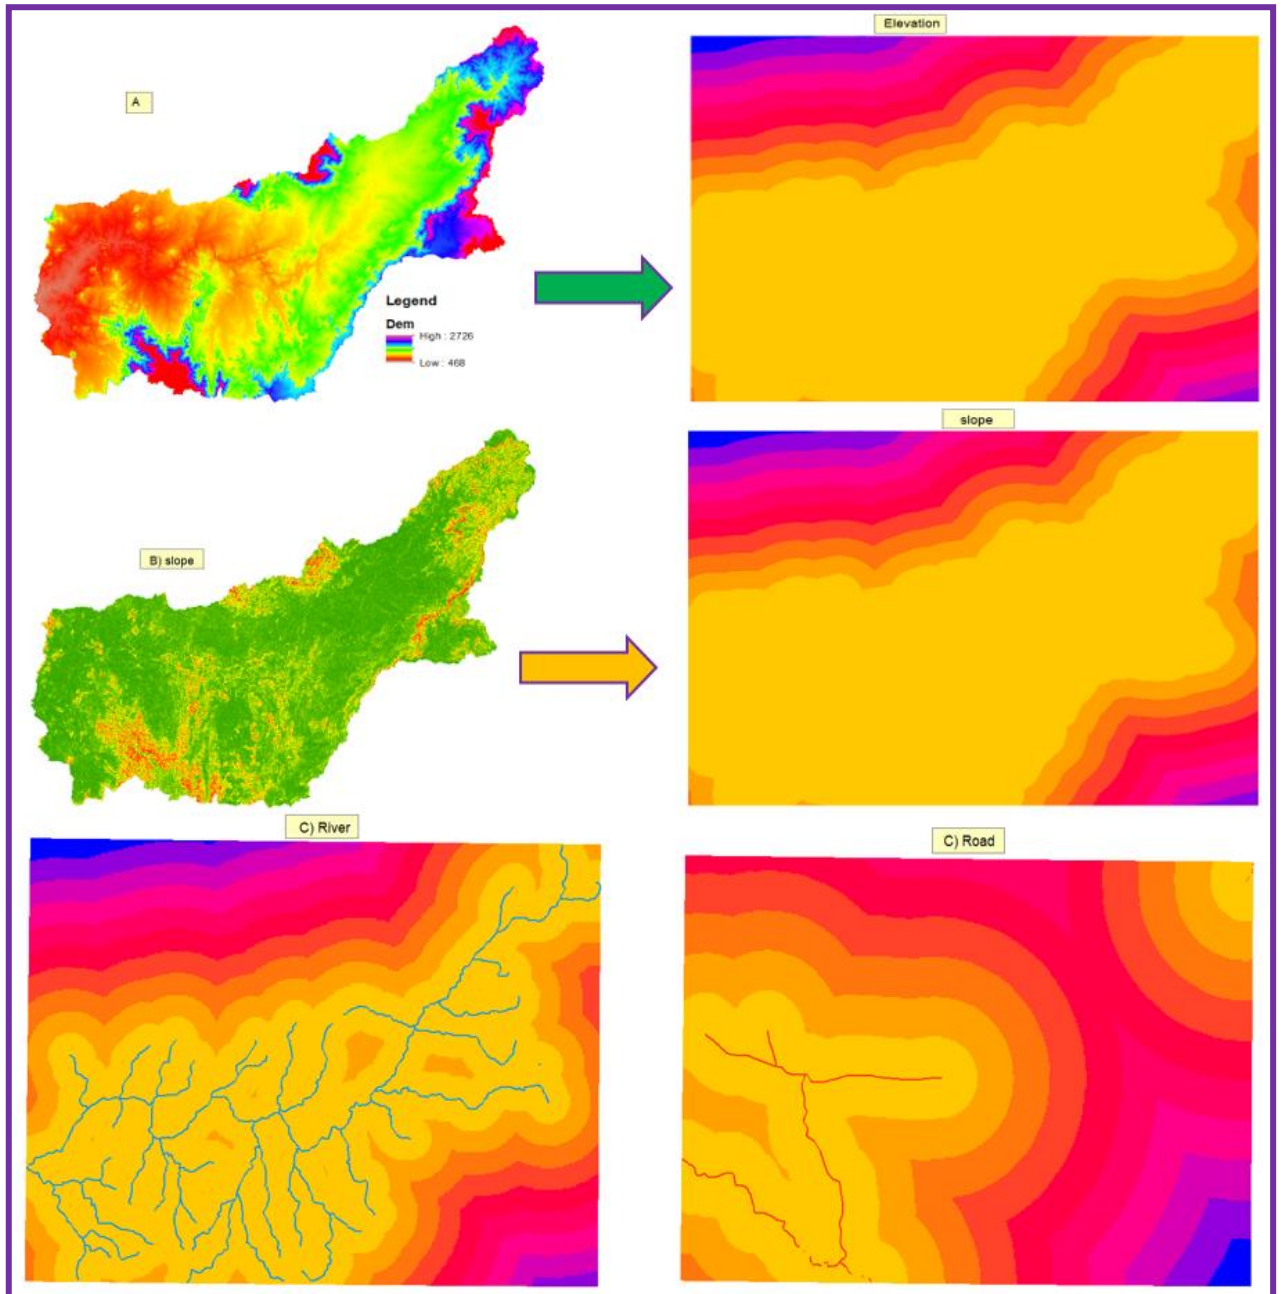 Elevation
A
Legend
Dem
High : 2726
Low : 468
slope
B) slope
C) River
C) Road